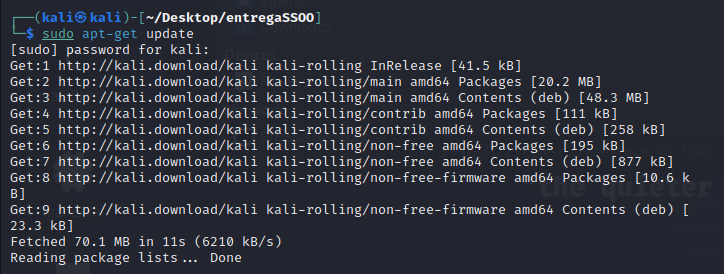 ┌──(kali㉿kali)-[~/Desktop/entregaSSOO]
└─$ sudo apt-get update
[sudo] password for kali:
Get:1 http://kali.download/kali kali-rolling InRelease [41.5 kB]
Get:2 http://kali.download/kali kali-rolling/main amd64 Packages [20.2 MB]
Get:3 http://kali.download/kali kali-rolling/main amd64 Contents (deb) [48.3 MB]
Get:4 http://kali.download/kali kali-rolling/contrib amd64 Packages [111 kB]
Get:5 http://kali.download/kali kali-rolling/contrib amd64 Contents (deb) [258 kB]
Get:6 http://kali.download/kali kali-rolling/non-free amd64 Packages [195 kB]
Get:7 http://kali.download/kali kali-rolling/non-free amd64 Contents (deb) [877 kB]
Get:8 http://kali.download/kali kali-rolling/non-free-firmware amd64 Packages [10.6 k
B]
Get:9 http://kali.download/kali kali-rolling/non-free-firmware amd64 Contents (deb) [
23.3 kB]
Fetched 70.1 MB in 11s (6210 kB/s)
Reading package lists... Done
Downloads
Devices
the quieter